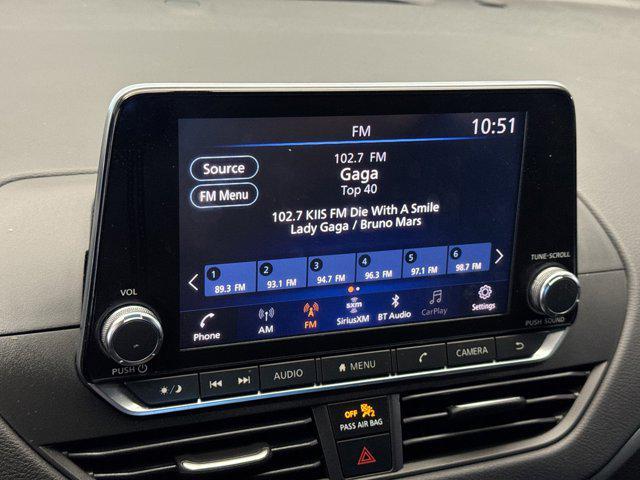 FM
10:51
Source
FM Menu
102.7 FM
Gaga
Top 40
102.7 KIIS FM Die With A Smile
Lady Gaga / Bruno Mars
1 2 3 4 5 6
89.3 FM 93.1 FM 94.7 FM 96.3 FM 97.1 FM 98.7 FM
sxm
Phone AM FM SiriusXM BT Audio CarPlay Settings
VOL
PUSH
TUNE-SCROLL
PUSH SOUND
AUDIO MENU CAMERA
OFF 2
PASS AIR BAG